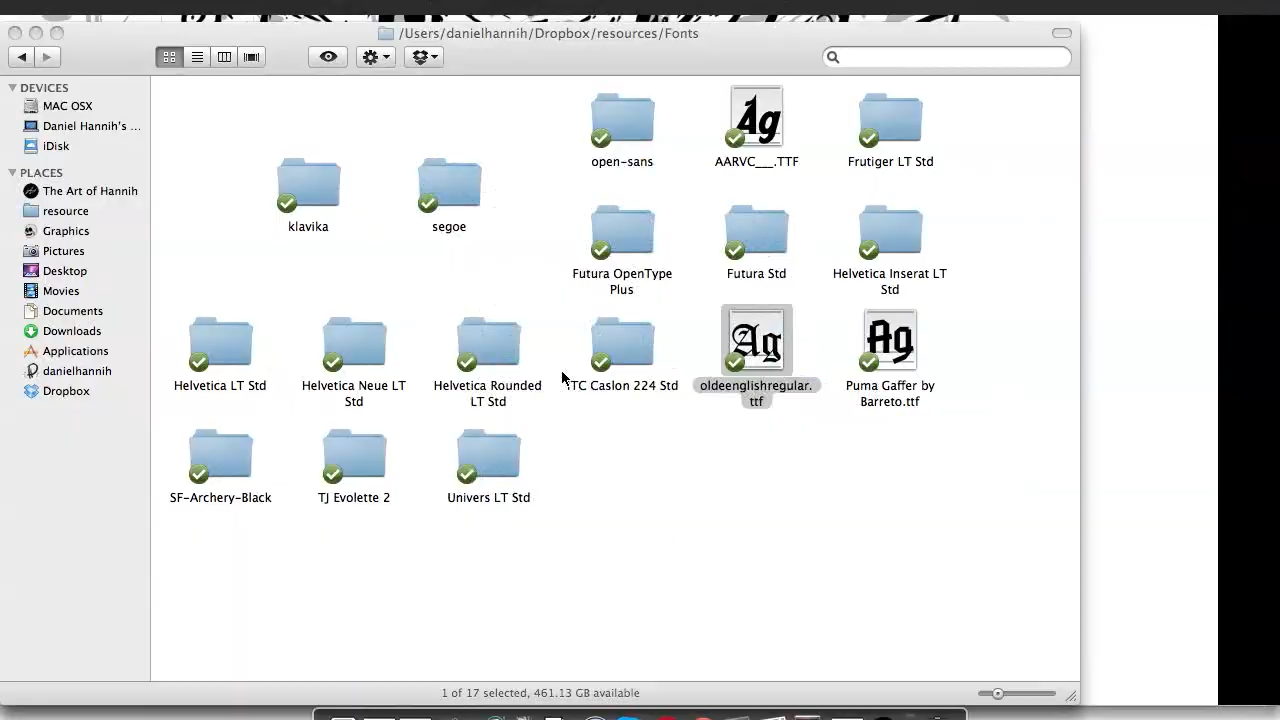 /Users/danielhannih/Dropbox/resources/Fonts
DEVICES
MAC OSX
Daniel Hannih's ...
iDisk
PLACES
The Art of Hannih
resource
Graphics
Pictures
Desktop
Movies
Documents
Downloads
Applications
danielhannih
Dropbox
Ag
open-sans
AARVC___.TTF
Frutiger LT Std
klavika
segoe
Futura OpenType
Plus
Futura Std
Helvetica Inserat LT
Std
Ag
Ag
Helvetica LT Std
Helvetica Neue LT
Std
Helvetica Rounded
LT Std
TC Caslon 224 Std
oldeenglishregular.
ttf
Puma Gaffer by
Barreto.ttf
SF-Archery-Black
TJ Evolette 2
Univers LT Std
1 of 17 selected, 461.13 GB available